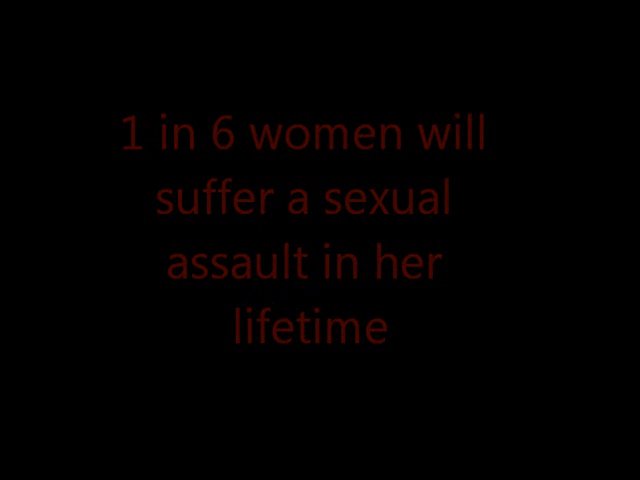 1 in 6 women will
suffer a sexual
assault in her
lifetime